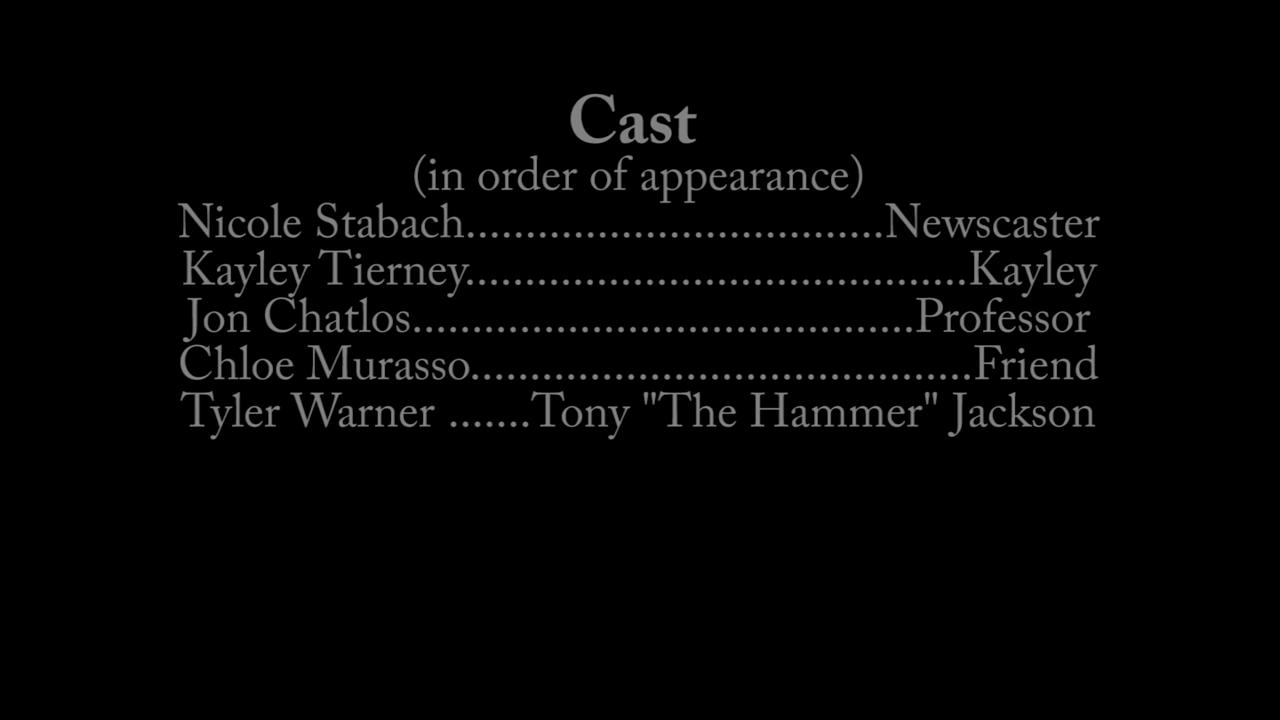 Cast
(in order of appearance)
Nicole Stabach...................................Newscaster
Kayley Tierney..........................................Kayley
Jon Chatlos..........................................Professor
Chloe Murasso..........................................Friend
Tyler Warner .......Tony "The Hammer" Jackson